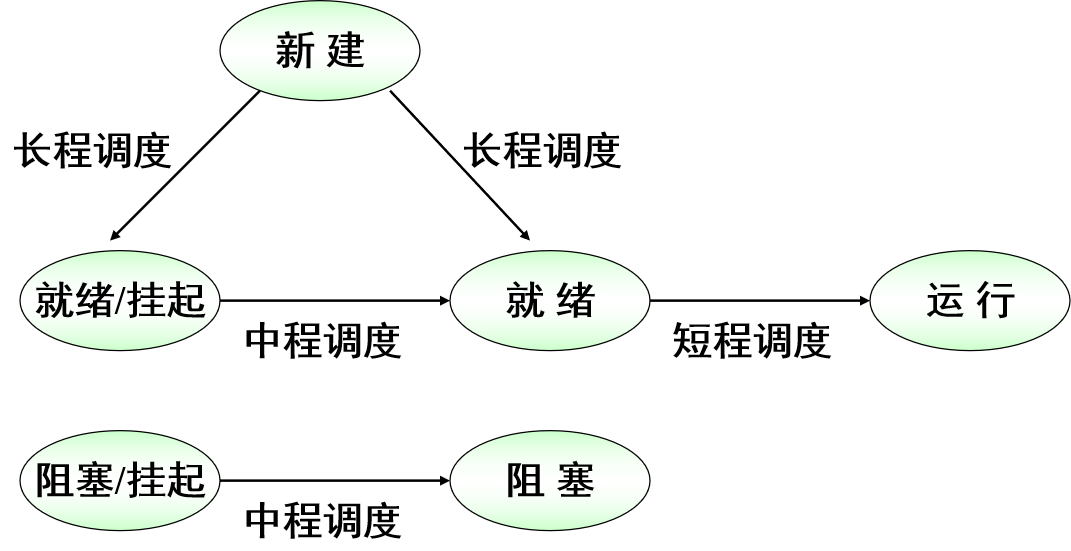 新 建
长程调度
长程调度
就绪/挂起
就 绪
运 行
中程调度
短程调度
阻塞/挂起
阻 塞
中程调度